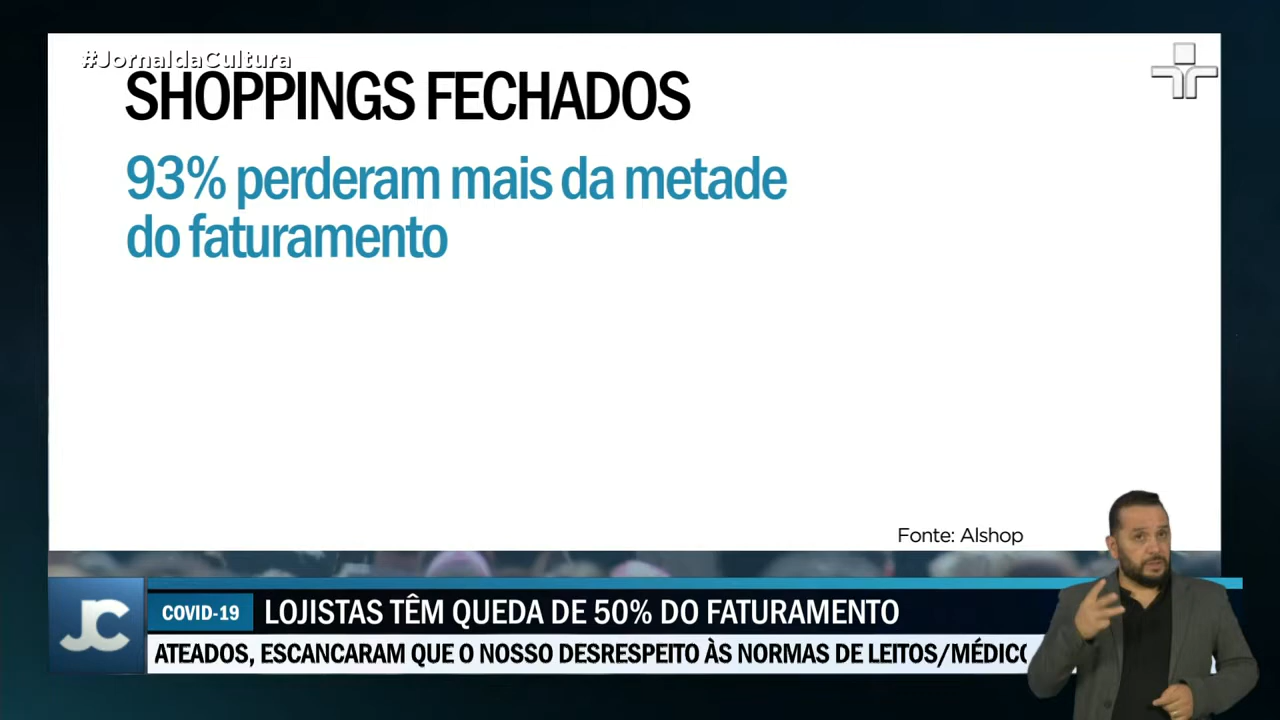 #JornaldaCultura
SHOPPINGS FECHADOS
93% perderam mais da metade
do faturamento
Fonte: Alshop
JC
COVID-19
LOJISTAS TÊM QUEDA DE 50% DO FATURAMENTO
ATEADOS, ESCANCARAM QUE O NOSSO DESRESPEITO ÀS NORMAS DE LEITOS/MÉDICO